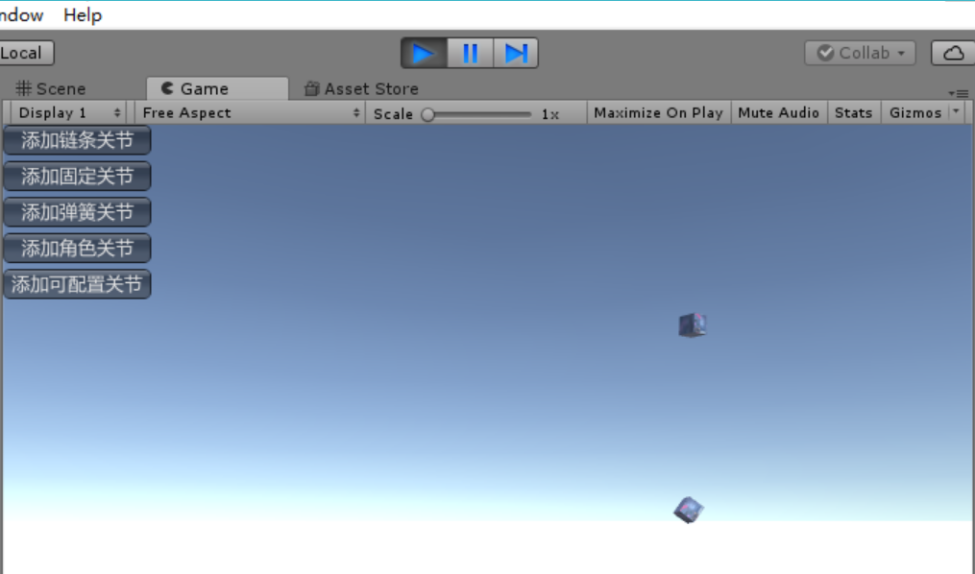 ndow Help
Local Collab
Scene Game Asset Store
Display 1 Free Aspect Scale 1x Maximize On Play Mute Audio Stats Gizmos
添加链条关节
添加固定关节
添加弹簧关节
添加角色关节
添加可配置关节